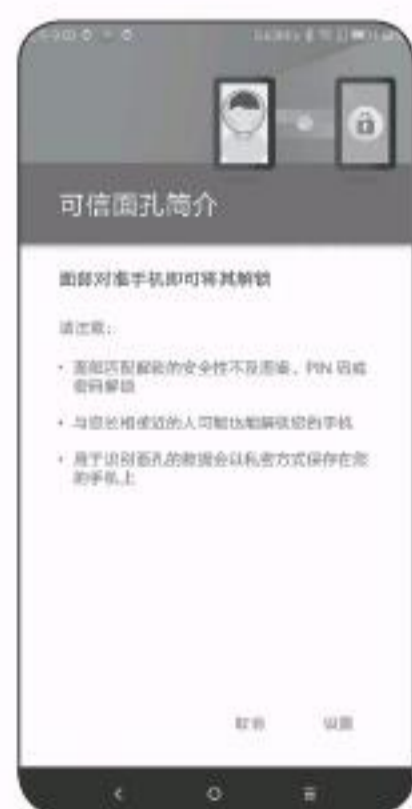 可信面孔简介
面部对准手机即可将其解锁
请注意：
• 面部匹配解锁的安全性不及图案、PIN 码或
密码解锁
• 与您长相接近的人可能也能解锁您的手机
• 用于识别面孔的数据会以私密方式保存在您
的手机上
取消 设置